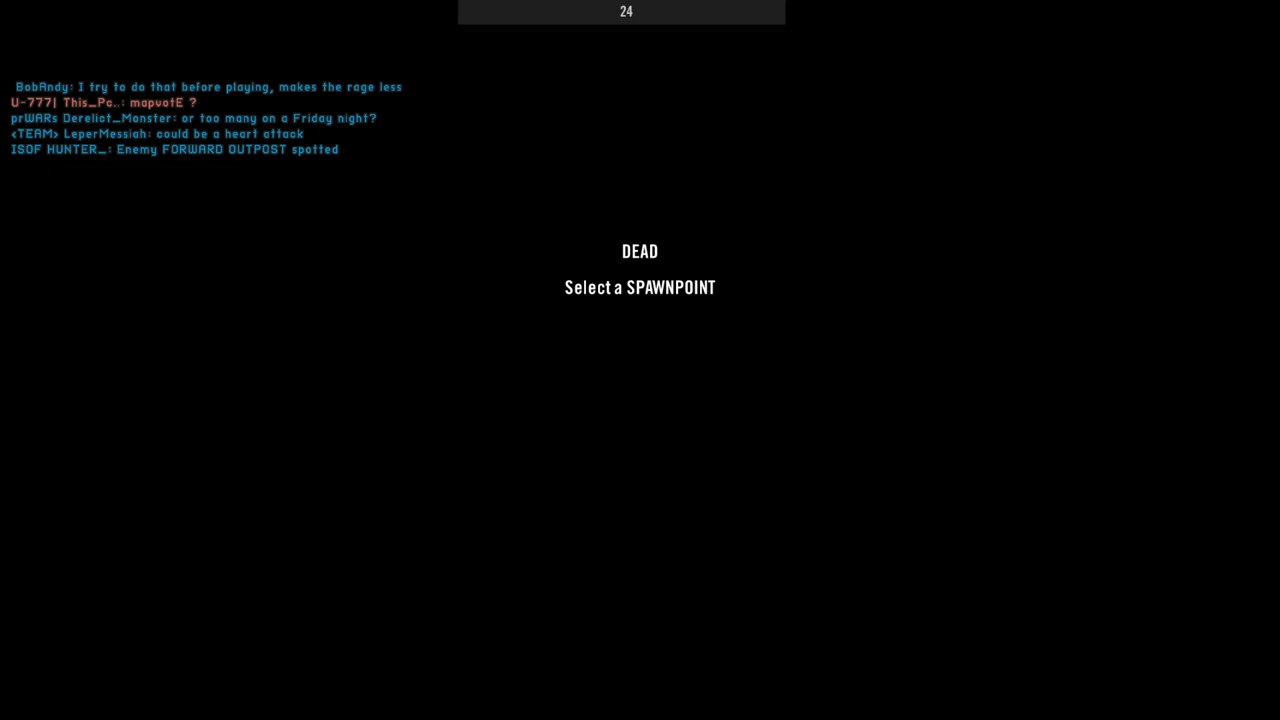 24
BobAndy: I try to do that before playing, makes the rage less
U-777| This_Pc..: mapvotE ?
prWARs Derelict_Monster: or too many on a Friday night?
<TEAM> LeperMessiah: could be a heart attack
ISOF HUNTER_: Enemy FORWARD OUTPOST spotted
DEAD
Select a SPAWNPOINT